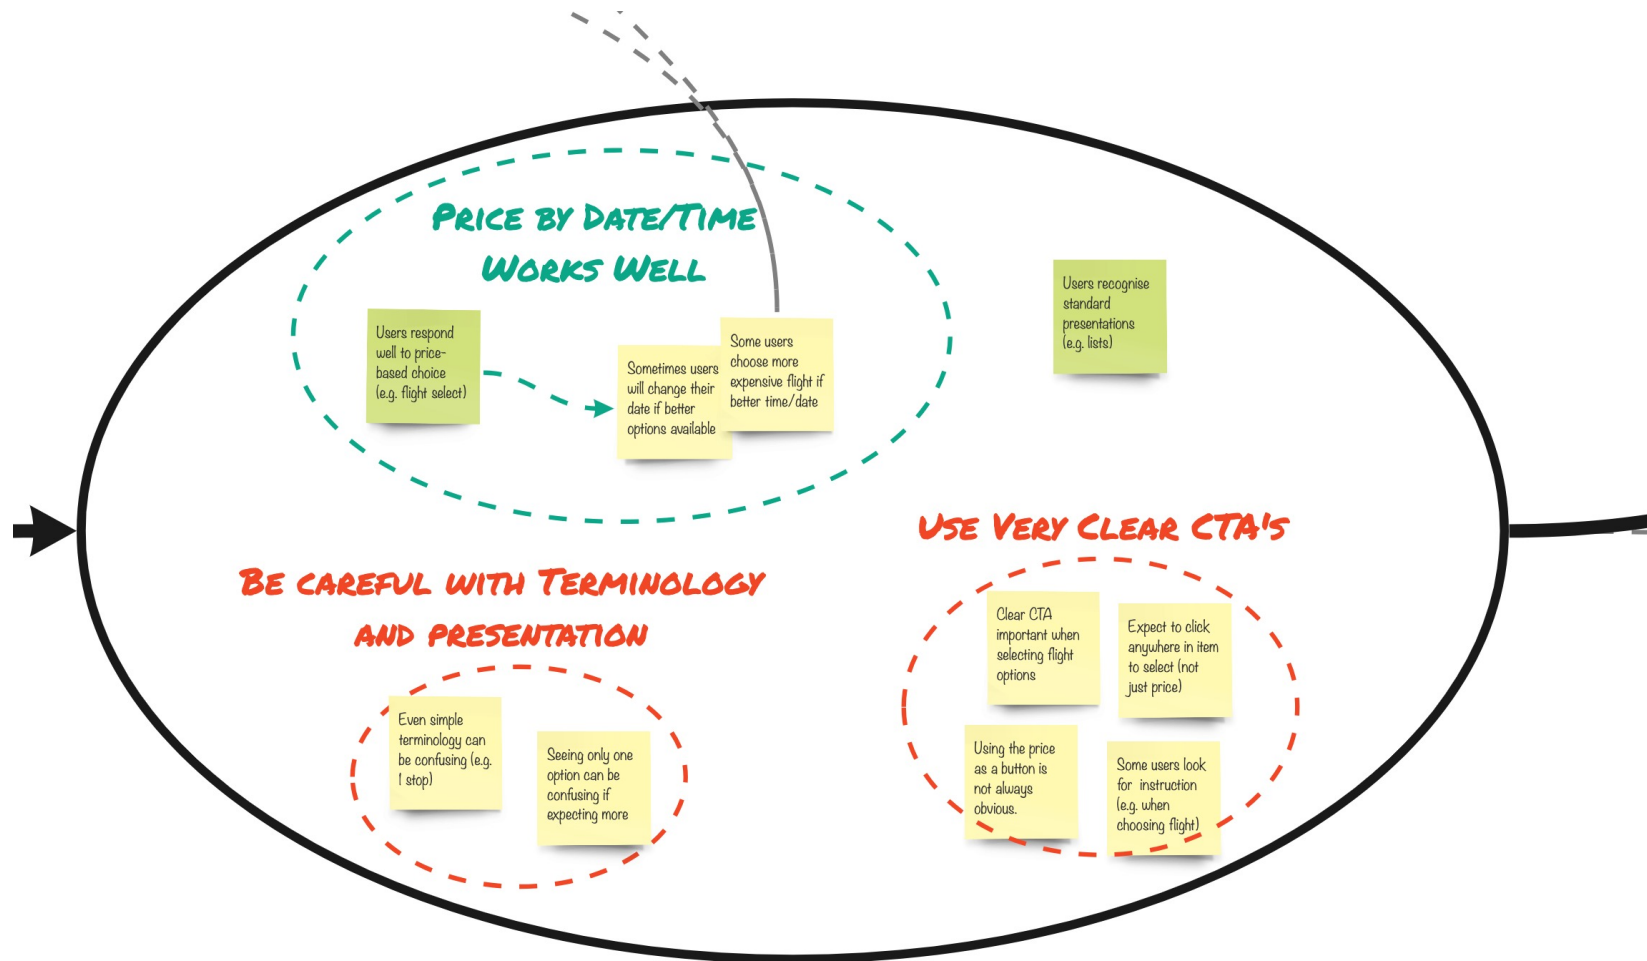 PRICE BY DATE/TIME
WORKS WELL
Users respond
well to price-
based choice
(e.g. flight select)
Sometimes users
will change their
date if better
options available
Some users
choose more
expensive flight if
better time/date
Users recognise
standard
presentations
(e.g. lists)
BE CAREFUL WITH TERMINOLOGY
AND PRESENTATION
Even simple
terminology can
be confusing (e.g.
1 stop)
Seeing only one
option can be
confusing if
expecting more
USE VERY CLEAR CTA'S
Clear CTA
important when
selecting flight
options
Expect to click
anywhere in item
to select (not
just price)
Using the price
as a button is
not always
obvious.
Some users look
for instruction
(e.g. when
choosing flight)